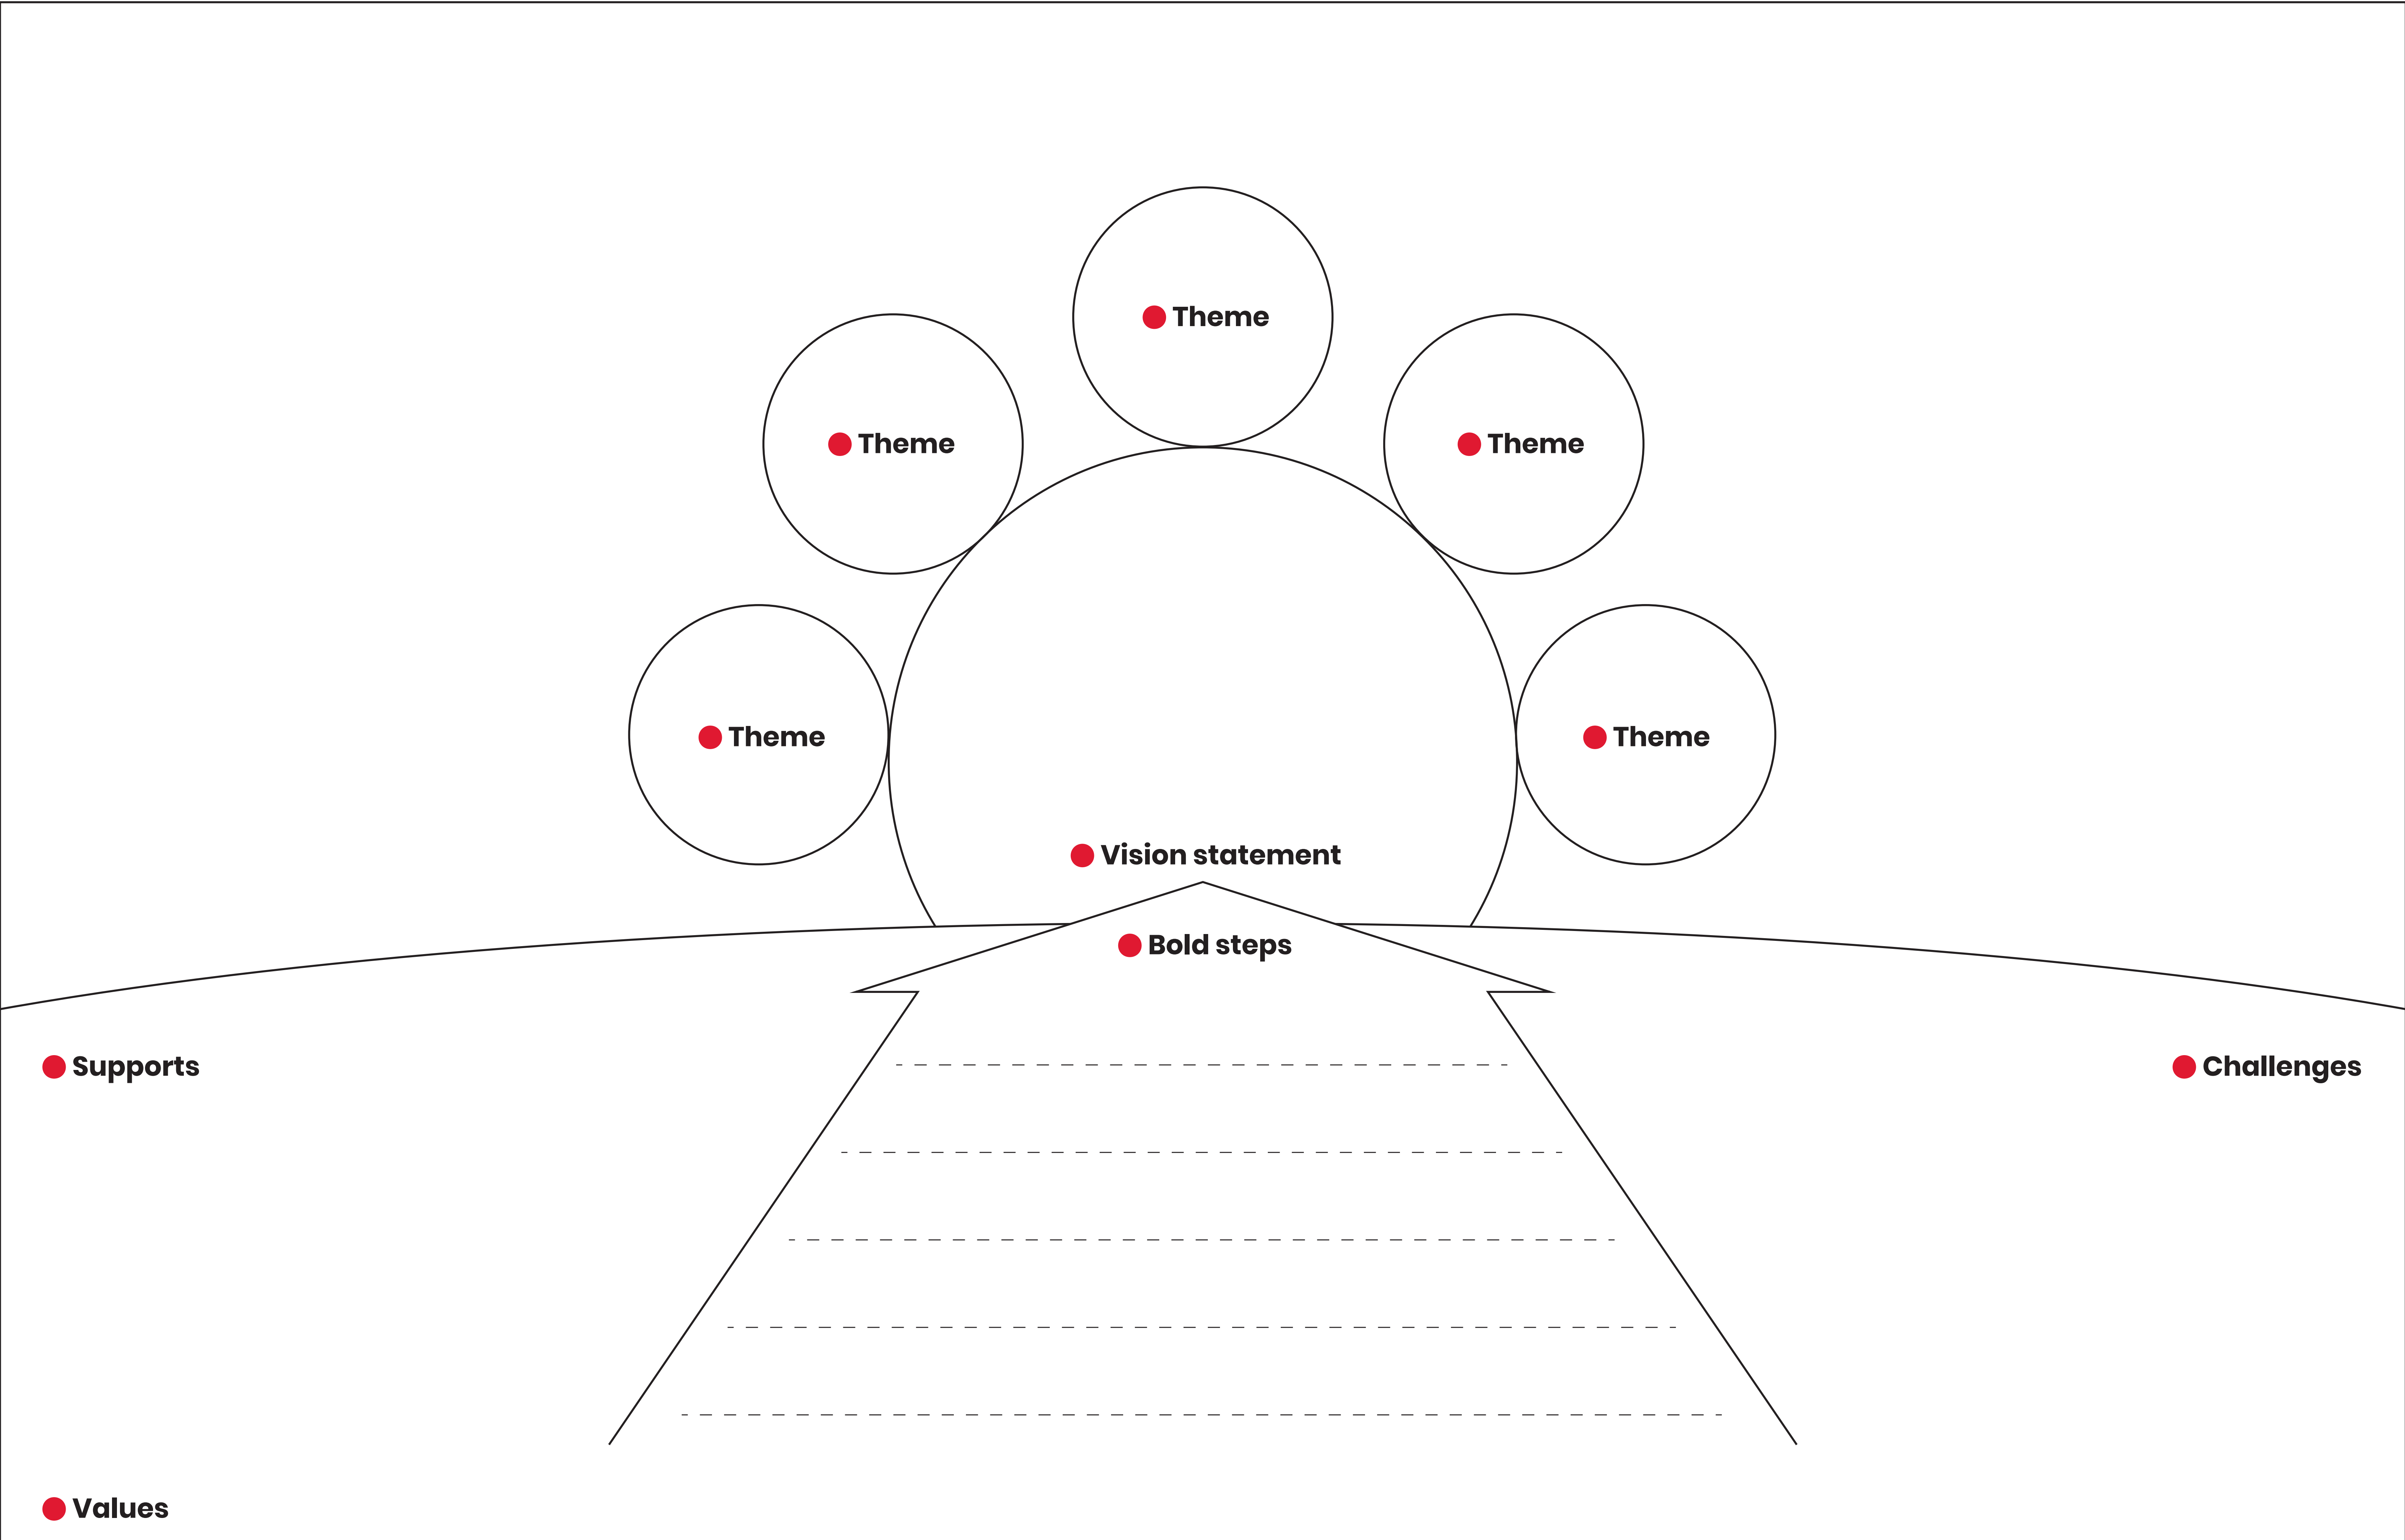 Theme
Theme
Theme
Theme
Theme
Vision statement
Bold steps
Supports
Challenges
Values